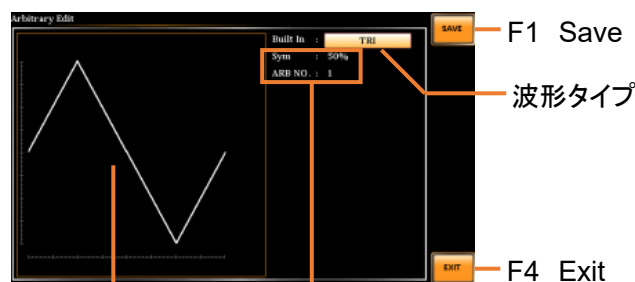 Arbitrary Edit
Built In : TRI
Sym : 50%
ARB NO. : 1
SAVE
F1 Save
波形タイプ
EXIT
F4 Exit